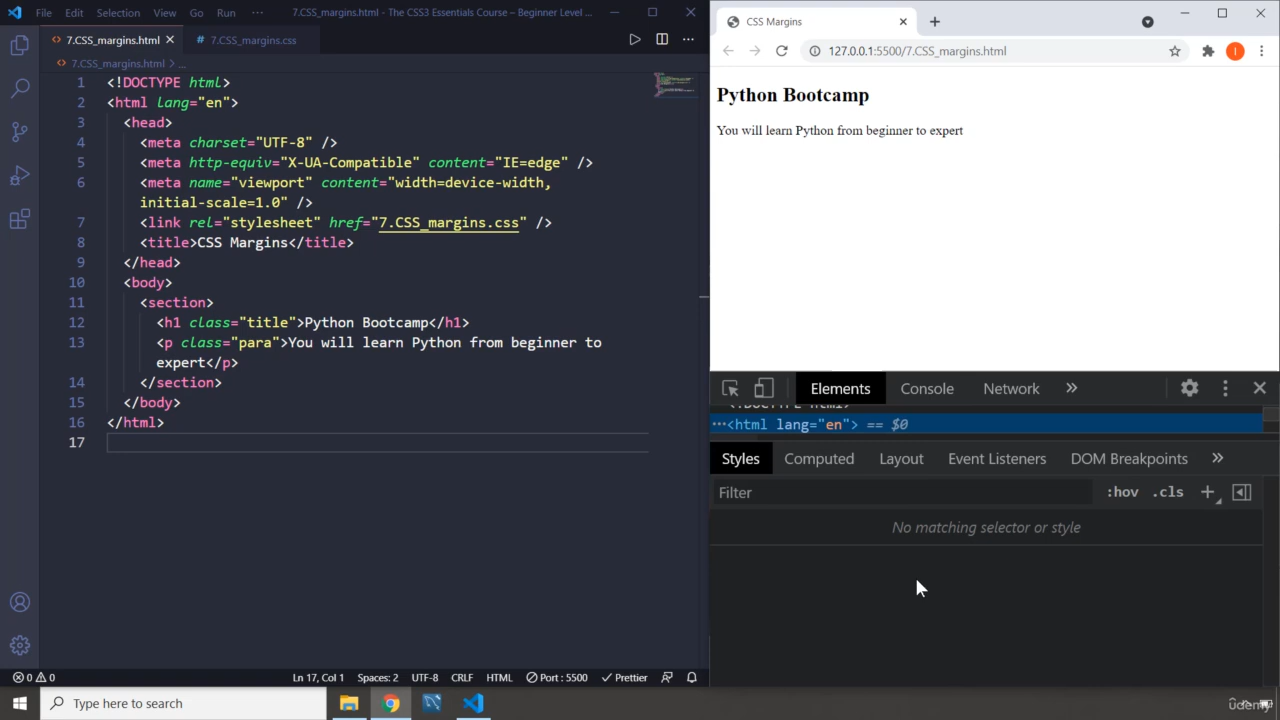 File Edit Selection View Go Run ··· 7.CSS_margins.html - The CSS3 Essentials Course – Beginner Level ...
7.CSS_margins.html
# 7.CSS_margins.css
7.CSS_margins.html > ...
1 <!DOCTYPE html>
2 <html lang="en">
3 <head>
4 <meta charset="UTF-8" />
5 <meta http-equiv="X-UA-Compatible" content="IE=edge" />
6 <meta name="viewport" content="width=device-width,
initial-scale=1.0" />
7 <link rel="stylesheet" href="7.CSS_margins.css" />
8 <title>CSS Margins</title>
9 </head>
10 <body>
11 <section>
12 <h1 class="title">Python Bootcamp</h1>
13 <p class="para">You will learn Python from beginner to
expert</p>
14 </section>
15 </body>
16 </html>
17
0 0 Ln 17, Col 1 Spaces: 2 UTF-8 CRLF HTML Port : 5500 Prettier
CSS Margins
127.0.0.1:5500/7.CSS_margins.html
I
Python Bootcamp
You will learn Python from beginner to expert
Elements Console Network »
···<html lang="en"> == $0
Styles Computed Layout Event Listeners DOM Breakpoints »
Filter :hov .cls +
No matching selector or style
Type here to search
udemy